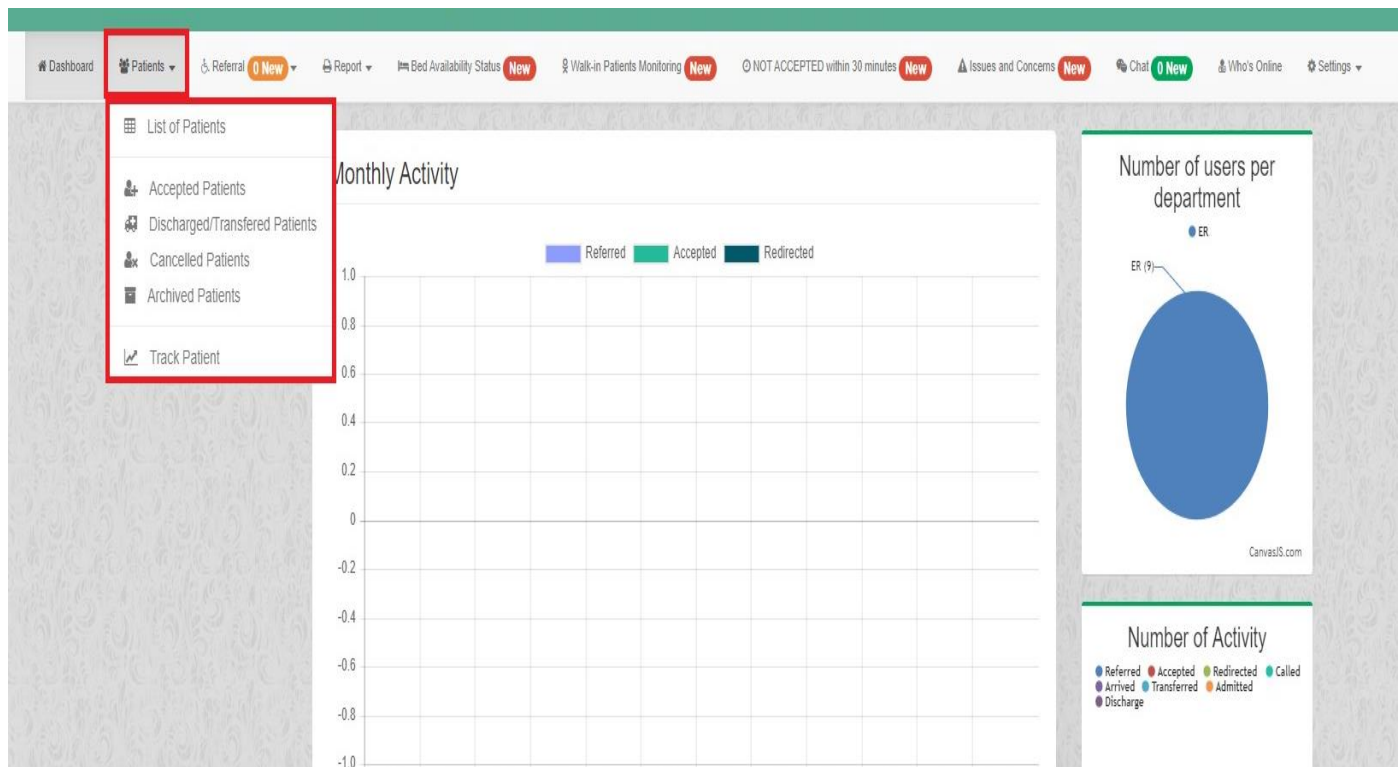 Dashboard Patients Referral 0 New Report Bed Availability Status New Walk-in Patients Monitoring New NOT ACCEPTED within 30 minutes New Issues and Concerns New Chat 0 New Who's Online Settings
List of Patients
Accepted Patients
Discharged/Transfered Patients
Cancelled Patients
Archived Patients
Track Patient
Monthly Activity
Referred Accepted Redirected
1.0
0.8
0.6
0.4
0.2
0
-0.2
-0.4
-0.6
-0.8
-1.0
Number of users per
department
ER
ER (9)
CanvasJS.com
Number of Activity
Referred Accepted Redirected Called
Arrived Transferred Admitted
Discharge